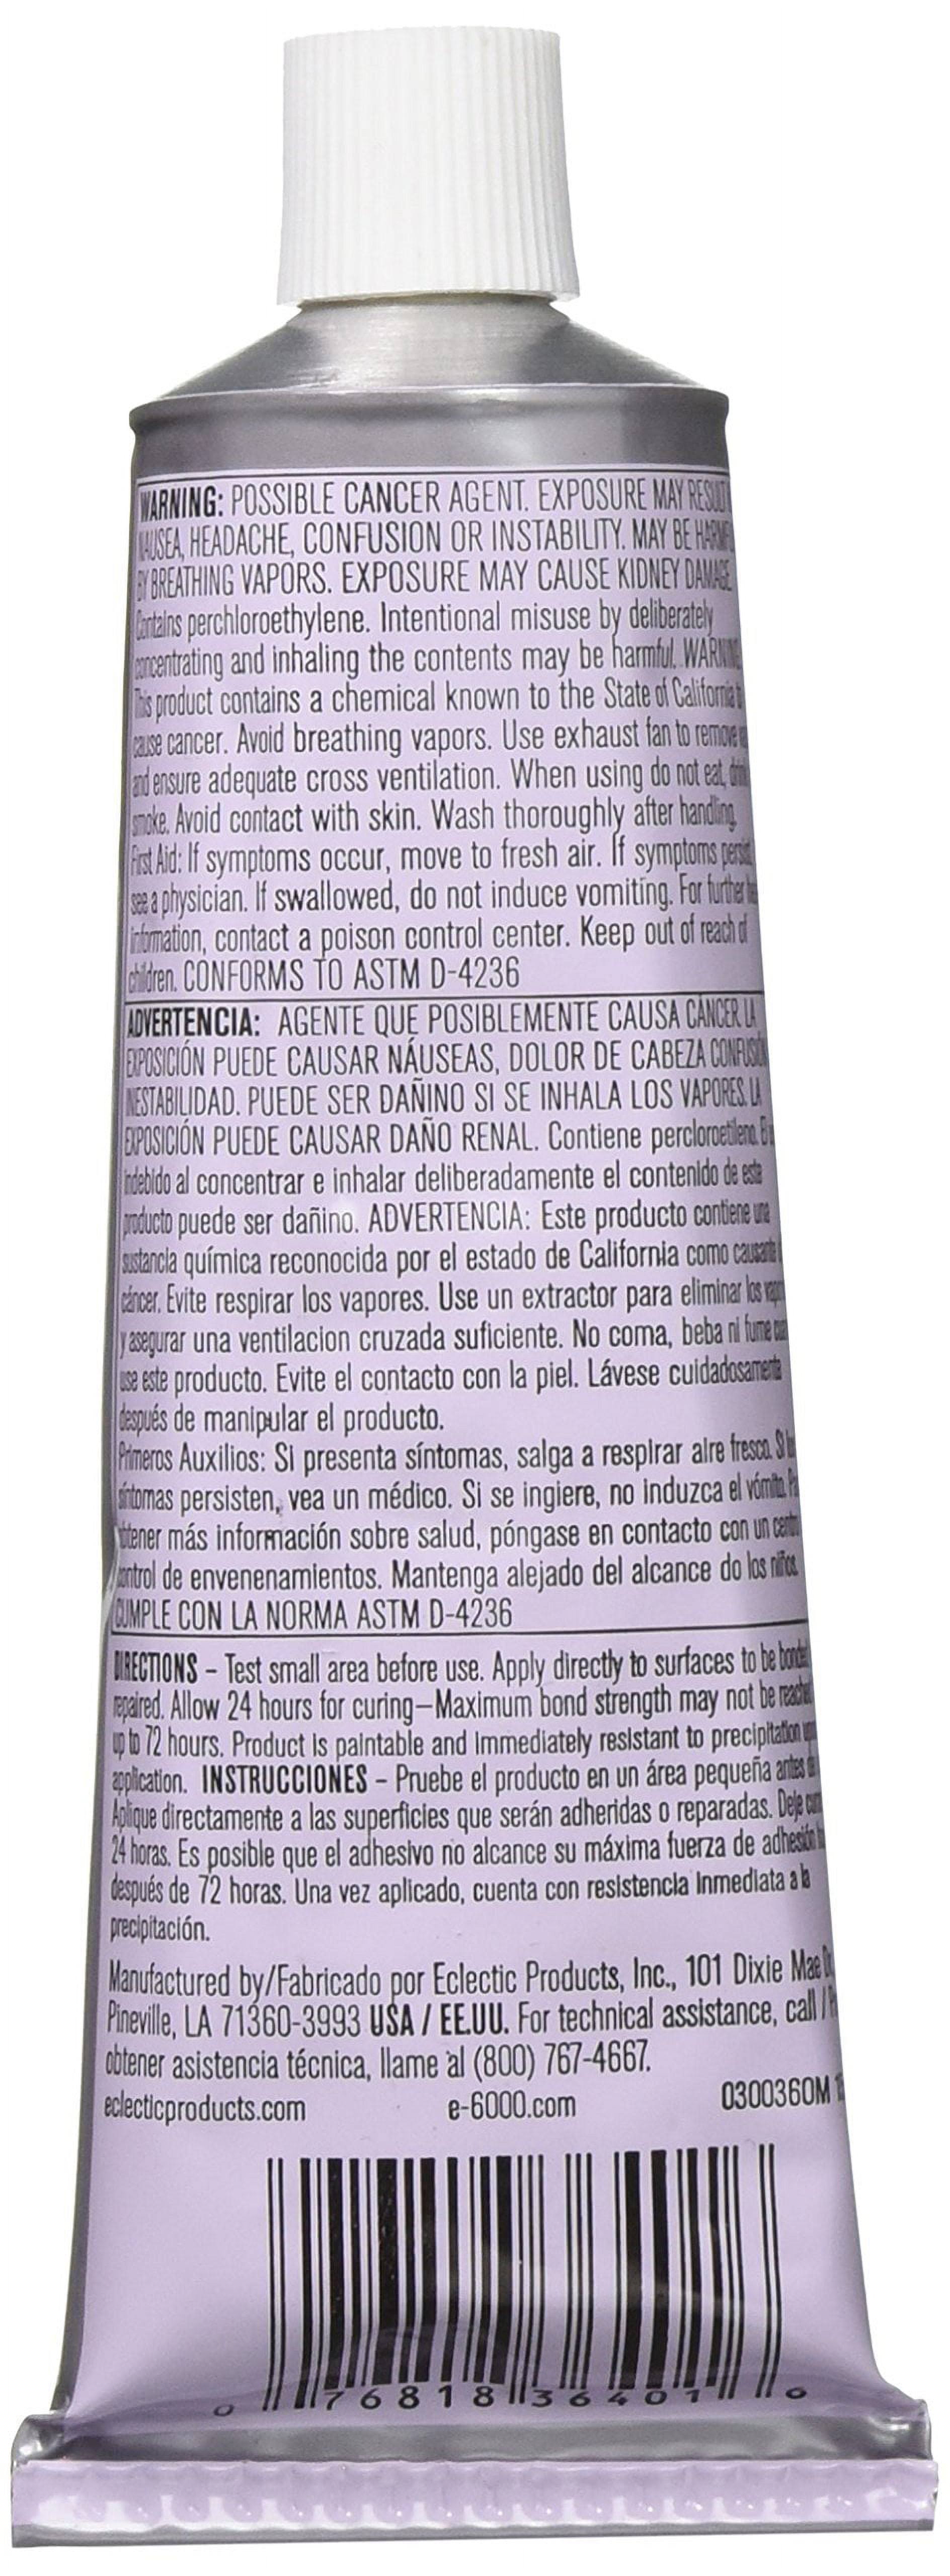 WARNING: POSSIBLE CANCER AGENT. EXPOSURE MAY RESULT
NAUSEA, HEADACHE, CONFUSION OR INSTABILITY. MAY BE HARMFUL
BY BREATHING VAPORS. EXPOSURE MAY CAUSE KIDNEY DAMAGE
Contains perchloroethylene. Intentional misuse by deliberately
concentrating and inhaling the contents may be harmful. WARNING
This product contains a chemical known to the State of California to
cause cancer. Avoid breathing vapors. Use exhaust fan to remove
and ensure adequate cross ventilation. When using do not eat, drink
smoke. Avoid contact with skin. Wash thoroughly after handling.
First Aid: If symptoms occur, move to fresh air. If symptoms persist
see a physician. If swallowed, do not induce vomiting. For further
information, contact a poison control center. Keep out of reach of
children. CONFORMS TO ASTM D-4236
ADVERTENCIA: AGENTE QUE POSIBLEMENTE CAUSA CÁNCER. LA
EXPOSICIÓN PUEDE CAUSAR NÁUSEAS, DOLOR DE CABEZA CONFUSIÓN
INESTABILIDAD. PUEDE SER DAÑINO SI SE INHALA LOS VAPORES. LA
EXPOSICIÓN PUEDE CAUSAR DAÑO RENAL. Contiene percloroetileno. El
indebido al concentrar e inhalar deliberadamente el contenido de este
producto puede ser dañino. ADVERTENCIA: Este producto contiene una
sustancia química reconocida por el estado de California como causante
cáncer. Evite respirar los vapores. Use un extractor para eliminar los
y asegurar una ventilacion cruzada suficiente. No coma, beba ni fume
use este producto. Evite el contacto con la piel. Lávese cuidadosamente
después de manipular el producto.
Primeros Auxilios: Si presenta síntomas, salga a respirar aire fresco. Si los
síntomas persisten, vea un médico. Si se ingiere, no induzca el vómito.
obtener más información sobre salud, póngase en contacto con un centro
control de envenenamientos. Mantenga alejado del alcance do los niños.
CUMPLE CON LA NORMA ASTM D-4236
DIRECTIONS – Test small area before use. Apply directly to surfaces to be bonded
repaired. Allow 24 hours for curing–Maximum bond strength may not be reached
up to 72 hours. Product is paintable and immediately resistant to precipitation upon
application. INSTRUCCIONES – Pruebe el producto en un área pequeña antes de
Aplique directamente a las superficies que serán adheridas o reparadas. Deje
24 horas. Es posible que el adhesivo no alcance su máxima fuerza de adhesión
después de 72 horas. Una vez aplicado, cuenta con resistencia inmediata a la
precipitación.
Manufactured by/Fabricado por Eclectic Products, Inc., 101 Dixie Mae Dr.
Pineville, LA 71360-3993 USA / EE.UU. For technical assistance, call /
obtener asistencia técnica, llame al (800) 767-4667.
eclecticproducts.com e-6000.com 0300360M
0 76818 36401 6